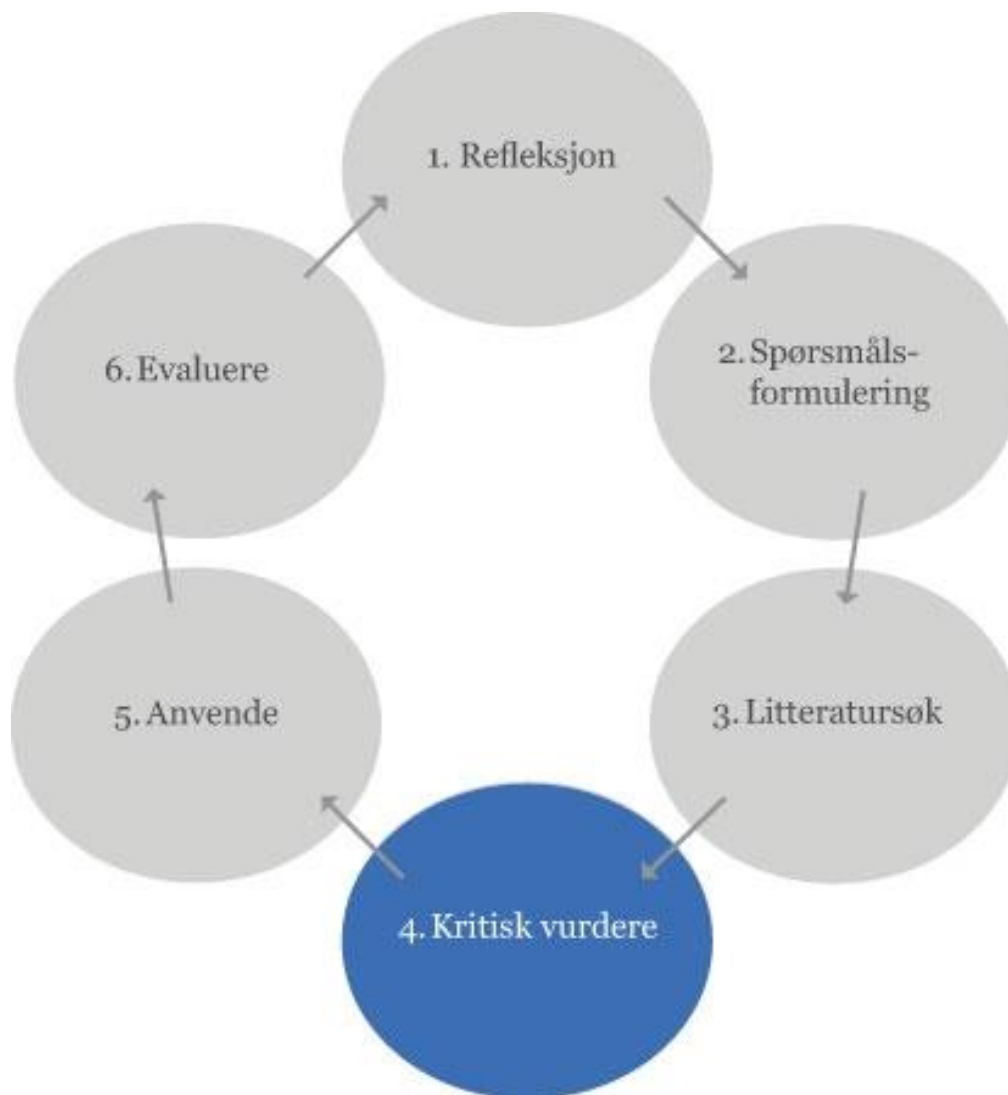 1. Refleksjon
2. Spørsmåls-
formulering
3. Litteratursøk
4. Kritisk vurdere
5. Anvende
6. Evaluere